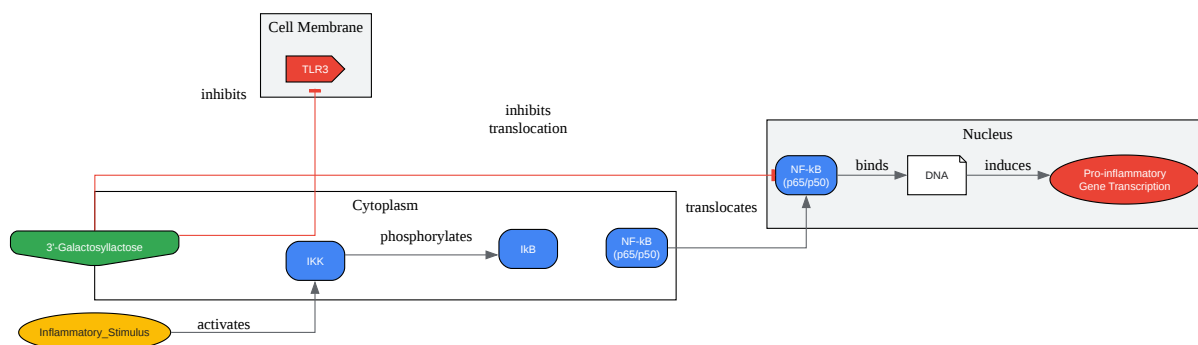 Cell Membrane
TLR3
inhibits
inhibits
translocation
Nucleus
NF-kB
(p65/p50)
binds
DNA
induces
Pro-inflammatory
Gene Transcription
translocates
Cytoplasm
3'-Galactosyllactose
phosphorylates
IKK
IkB
NF-kB
(p65/p50)
Inflammatory_Stimulus
activates